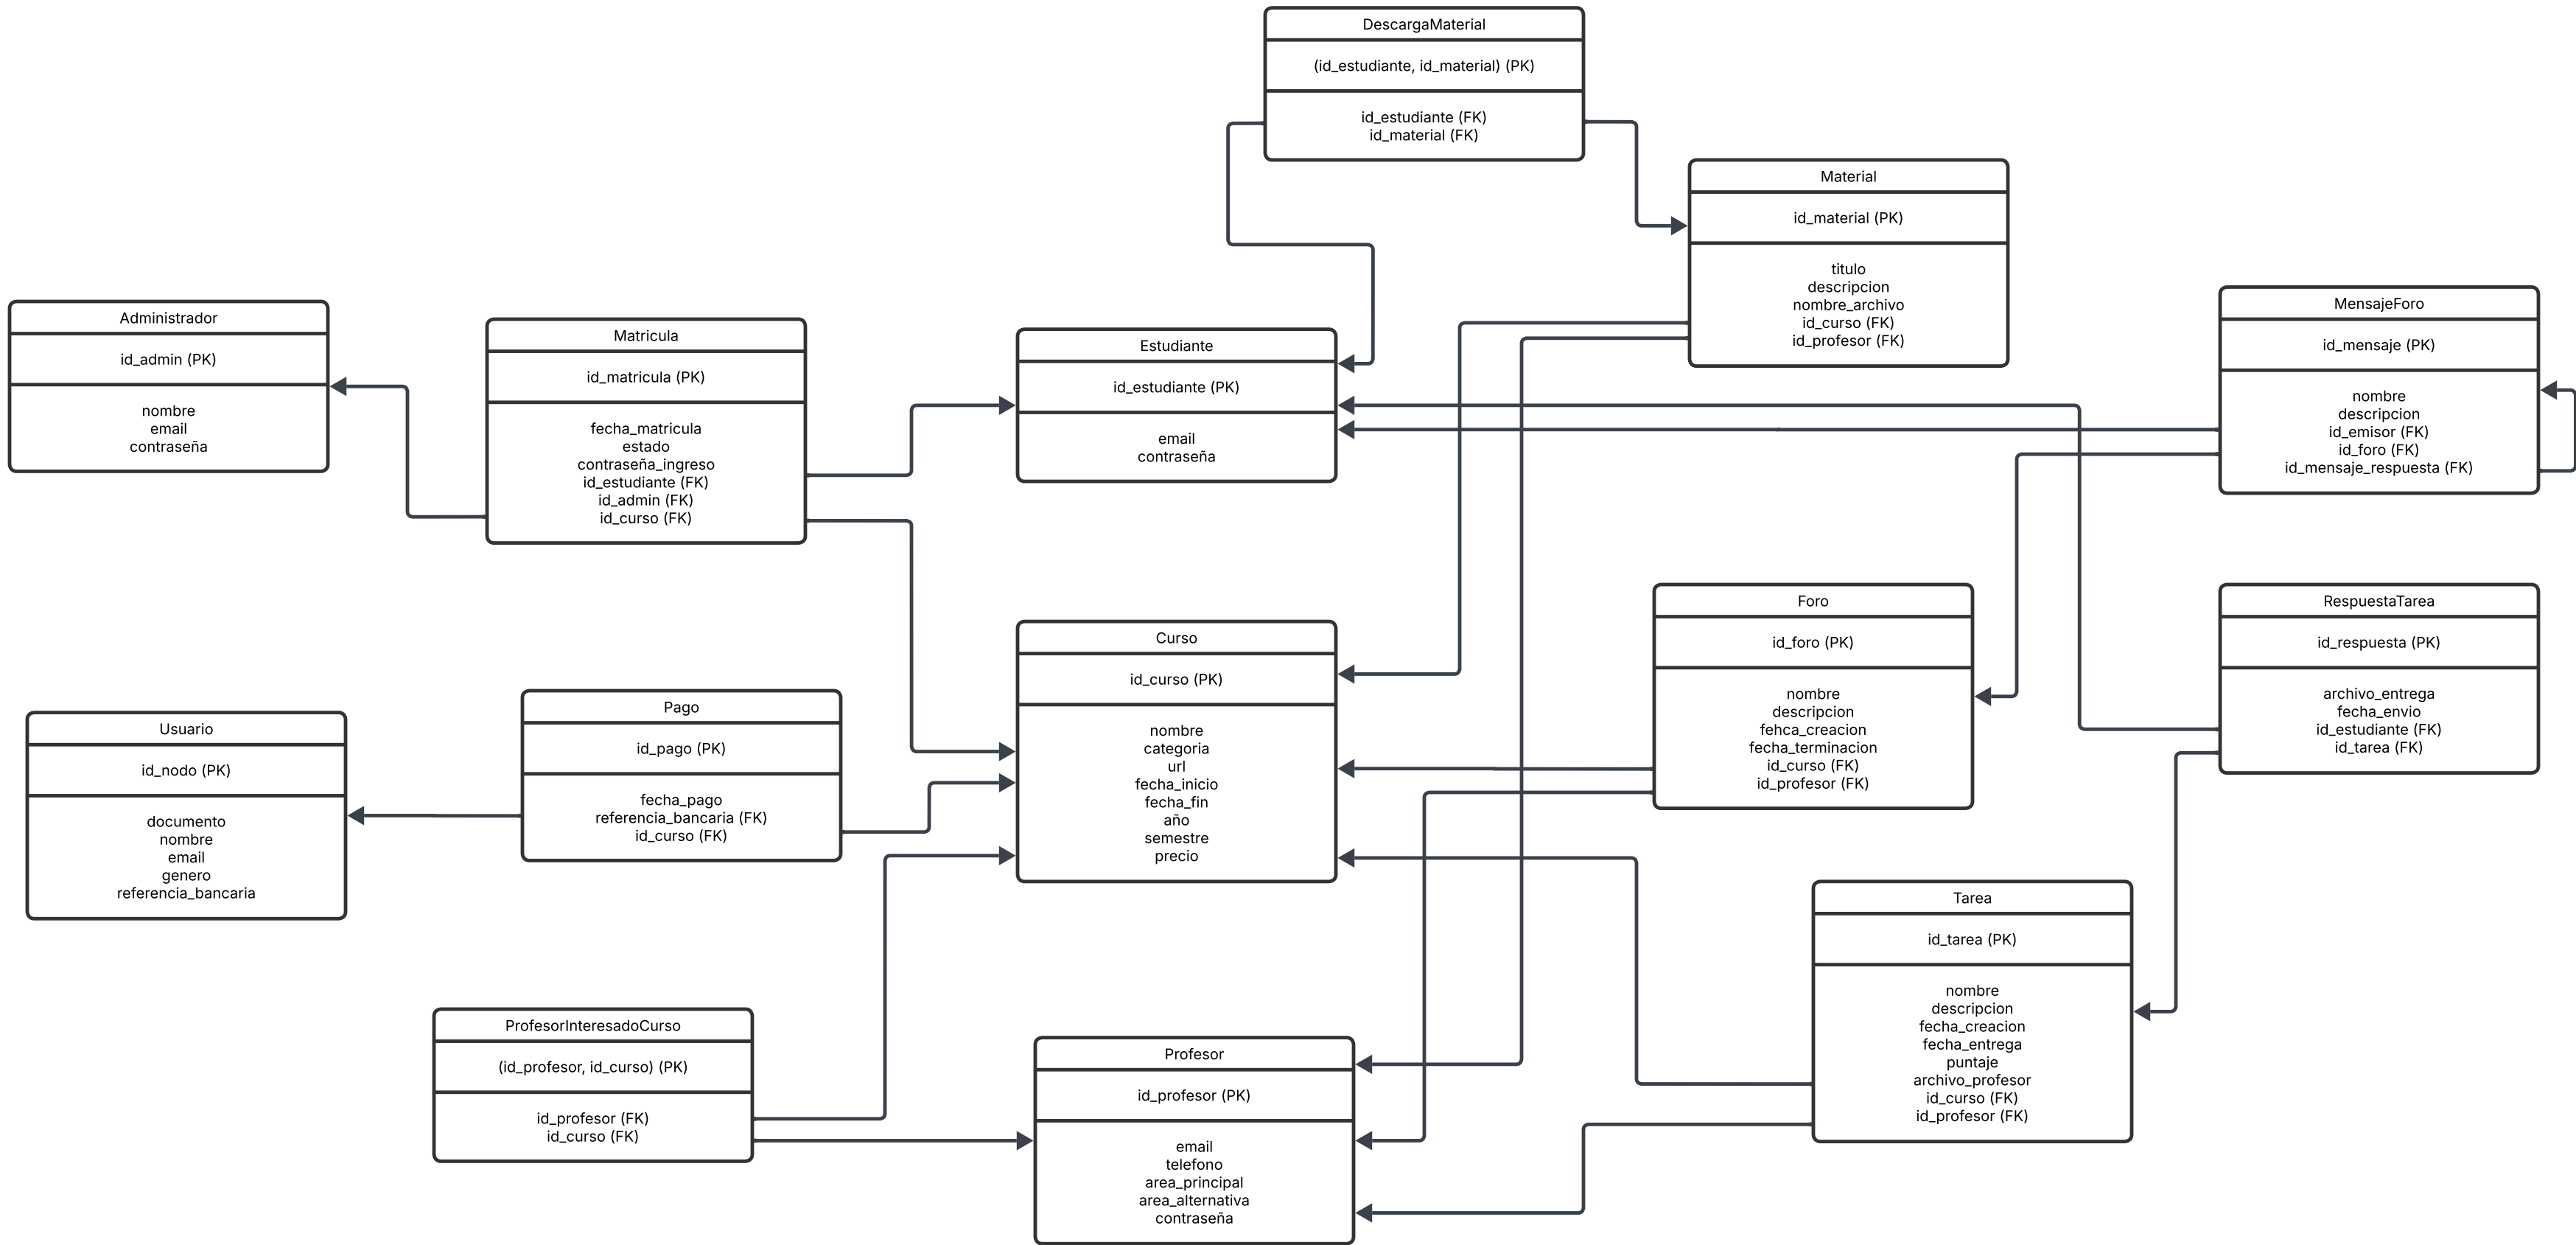 DescargaMaterial
(id_estudiante, id_material) (PK)
id_estudiante (FK)
id_material (FK)
Material
id_material (PK)
titulo
descripcion
nombre_archivo
id_curso (FK)
id_profesor (FK)
MensajeForo
id_mensaje (PK)
nombre
descripcion
id_emisor (FK)
id_foro (FK)
id_mensaje_respuesta (FK)
Administrador
id_admin (PK)
nombre
email
contraseña
Matricula
id_matricula (PK)
fecha_matricula
estado
contraseña_ingreso
id_estudiante (FK)
id_admin (FK)
id_curso (FK)
Estudiante
id_estudiante (PK)
email
contraseña
Foro
id_foro (PK)
nombre
descripcion
fehca_creacion
fecha_terminacion
id_curso (FK)
id_profesor (FK)
RespuestaTarea
id_respuesta (PK)
archivo_entrega
fecha_envio
id_estudiante (FK)
id_tarea (FK)
Curso
id_curso (PK)
nombre
categoria
url
fecha_inicio
fecha_fin
año
semestre
precio
Pago
id_pago (PK)
fecha_pago
referencia_bancaria (FK)
id_curso (FK)
Usuario
id_nodo (PK)
documento
nombre
email
genero
referencia_bancaria
Tarea
id_tarea (PK)
nombre
descripcion
fecha_creacion
fecha_entrega
puntaje
archivo_profesor
id_curso (FK)
id_profesor (FK)
ProfesorInteresadoCurso
(id_profesor, id_curso) (PK)
id_profesor (FK)
id_curso (FK)
Profesor
id_profesor (PK)
email
telefono
area_principal
area_alternativa
contraseña